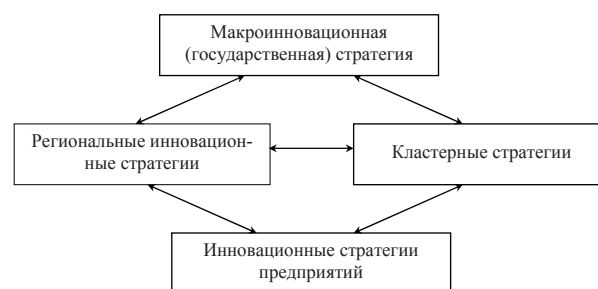 Макроинновационная
(государственная) стратегия
Региональные инновацион-
ные стратегии
Кластерные стратегии
Инновационные стратегии
предприятий